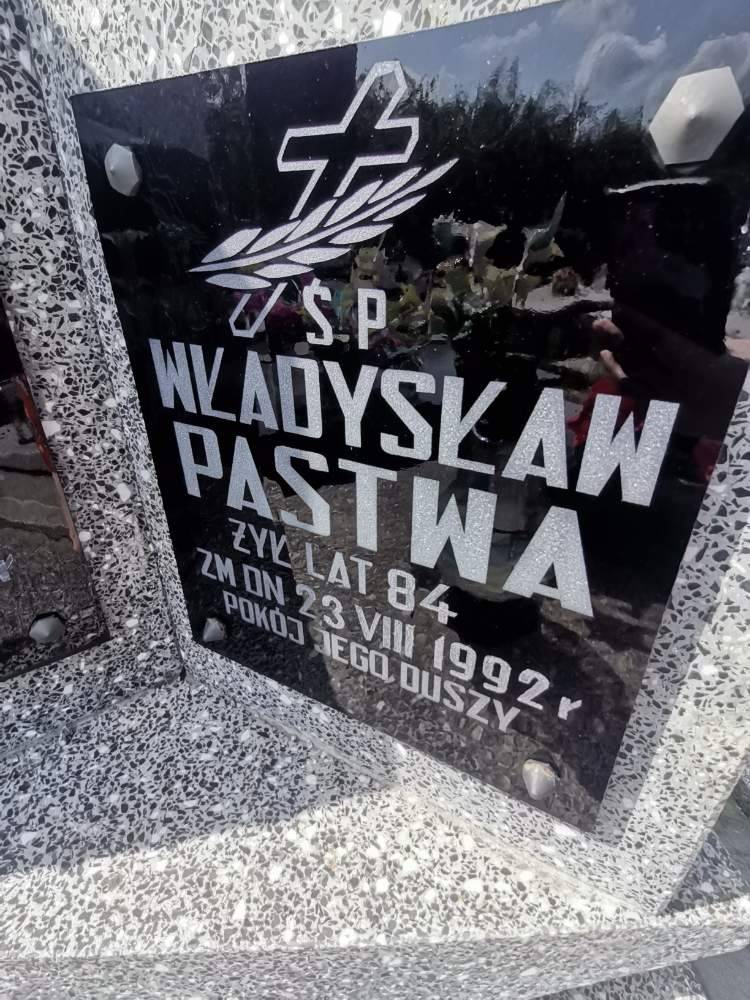 Ś P
WŁADYSŁAW
PASTWA
ŻYŁ LAT 84
ZM DN 23 VIII 1992 r
POKÓJ JEGO DUSZY